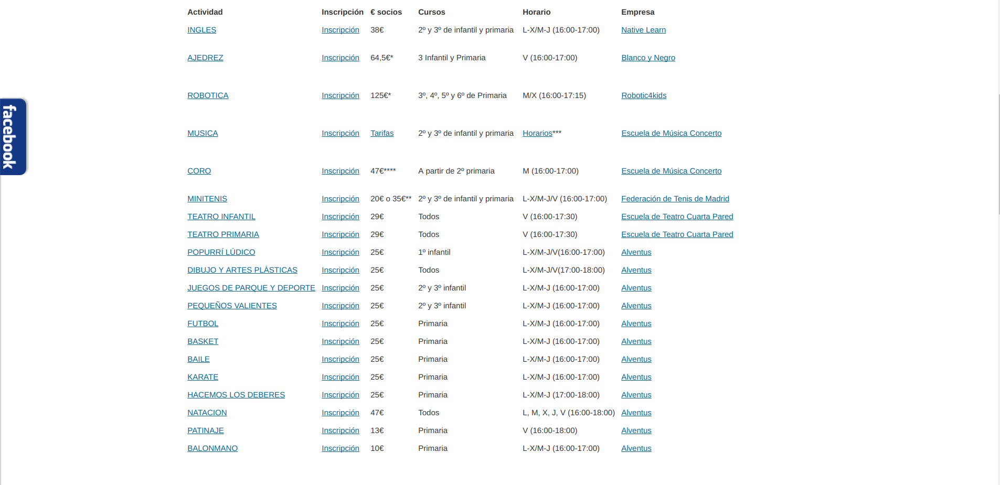 Actividad Inscripción € socios Cursos Horario Empresa
INGLES Inscripción 38€ 2º y 3º de infantil y primaria L-X/M-J (16:00-17:00) Native Learn
AJEDREZ Inscripción 64,5€* 3 Infantil y Primaria V (16:00-17:00) Blanco y Negro
ROBOTICA Inscripción 125€* 3º, 4º, 5º y 6º de Primaria M/X (16:00-17:15) Robotic4kids
facebook
MUSICA Inscripción Tarifas 2º y 3º de infantil y primaria Horarios*** Escuela de Música Concerto
CORO Inscripción 47€**** A partir de 2º primaria M (16:00-17:00) Escuela de Música Concerto
MINITENIS Inscripción 20€ o 35€** 2º y 3º de infantil y primaria L-X/M-J/V (16:00-17:00) Federación de Tenis de Madrid
TEATRO INFANTIL Inscripción 29€ Todos V (16:00-17:30) Escuela de Teatro Cuarta Pared
TEATRO PRIMARIA Inscripción 29€ Todos V (16:00-17:30) Escuela de Teatro Cuarta Pared
POPURRÍ LÚDICO Inscripción 25€ 1º infantil L-X/M-J/V(16:00-17:00) Alventus
DIBUJO Y ARTES PLÁSTICAS Inscripción 25€ Todos L-X/M-J/V(17:00-18:00) Alventus
JUEGOS DE PARQUE Y DEPORTE Inscripción 25€ 2º y 3º infantil L-X/M-J (16:00-17:00) Alventus
PEQUEÑOS VALIENTES Inscripción 25€ 2º y 3º infantil L-X/M-J (16:00-17:00) Alventus
FUTBOL Inscripción 25€ Primaria L-X/M-J (16:00-17:00) Alventus
BASKET Inscripción 25€ Primaria L-X/M-J (16:00-17:00) Alventus
BAILE Inscripción 25€ Primaria L-X/M-J (16:00-17:00) Alventus
KARATE Inscripción 25€ Primaria L-X/M-J (16:00-17:00) Alventus
HACEMOS LOS DEBERES Inscripción 25€ Primaria L-X/M-J (17:00-18:00) Alventus
NATACION Inscripción 47€ Todos L, M, X, J, V (16:00-18:00) Alventus
PATINAJE Inscripción 13€ Primaria V (16:00-18:00) Alventus
BALONMANO Inscripción 10€ Primaria L-X/M-J (16:00-17:00) Alventus